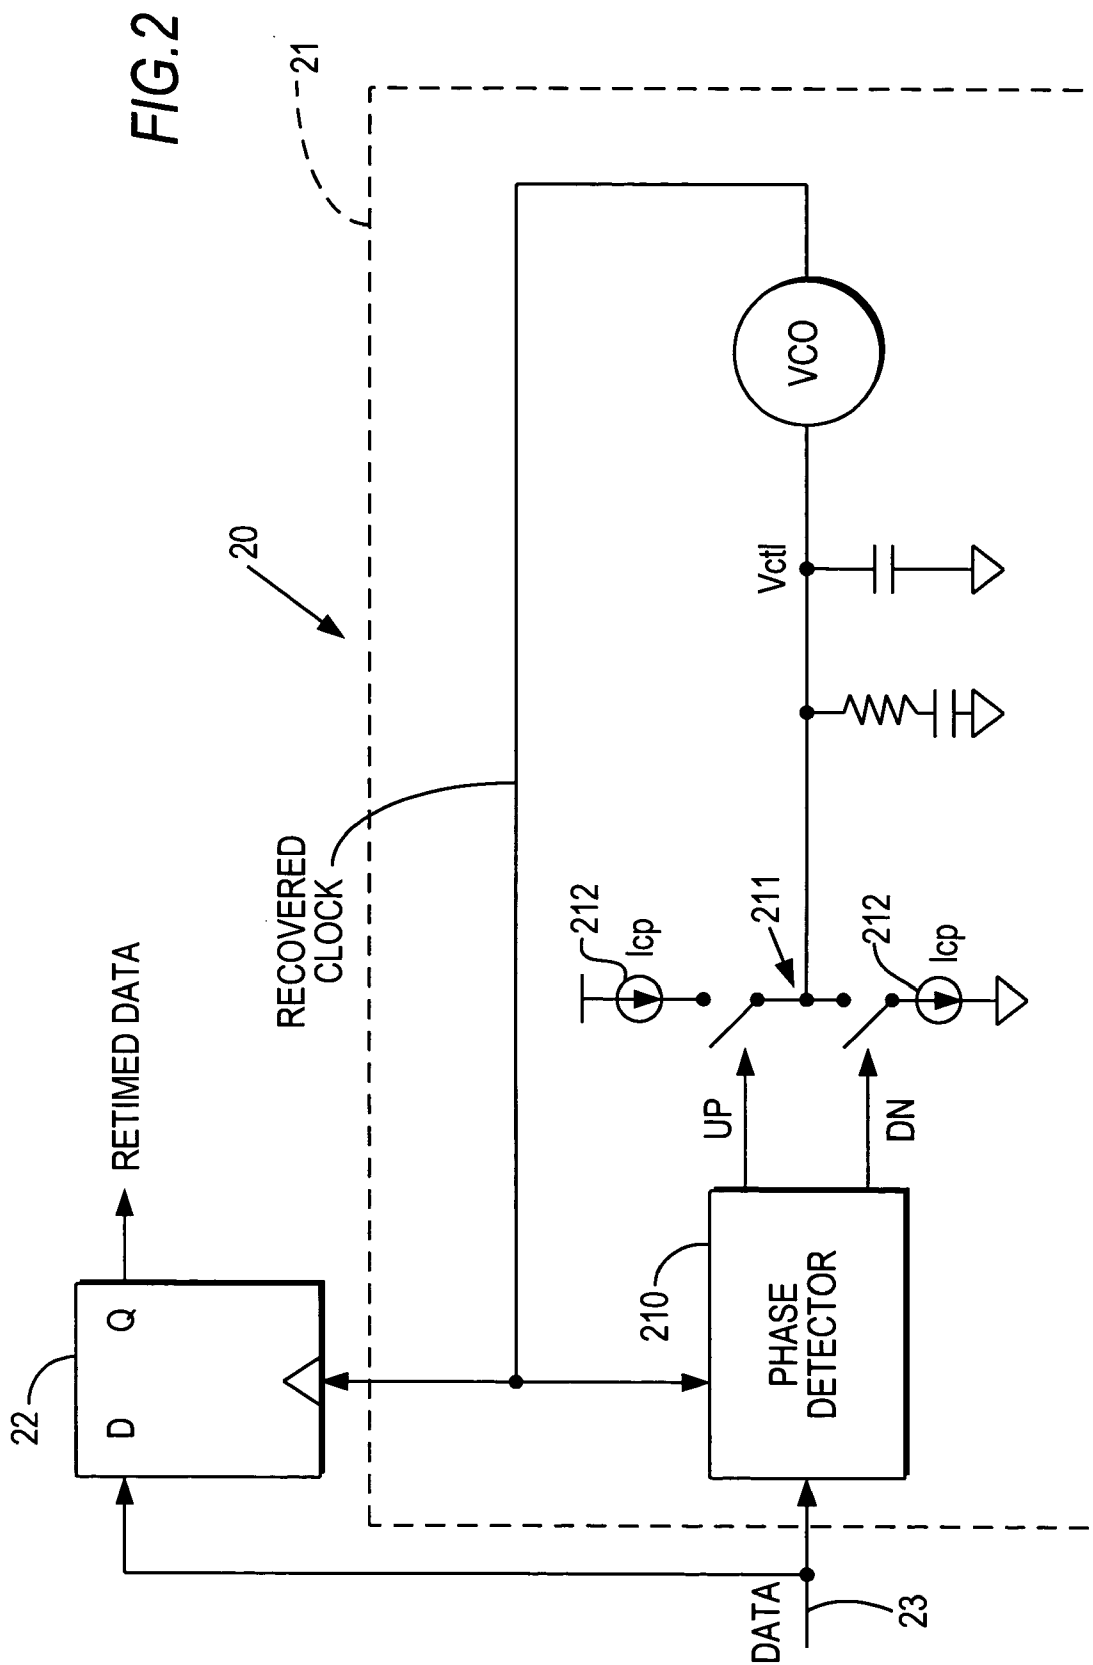 FIG.2
21
20
RETIMED DATA
22
D
Q
RECOVERED
CLOCK
212
Icp
211
Vctl
VCO
UP
DN
212
Icp
210
PHASE
DETECTOR
DATA
23